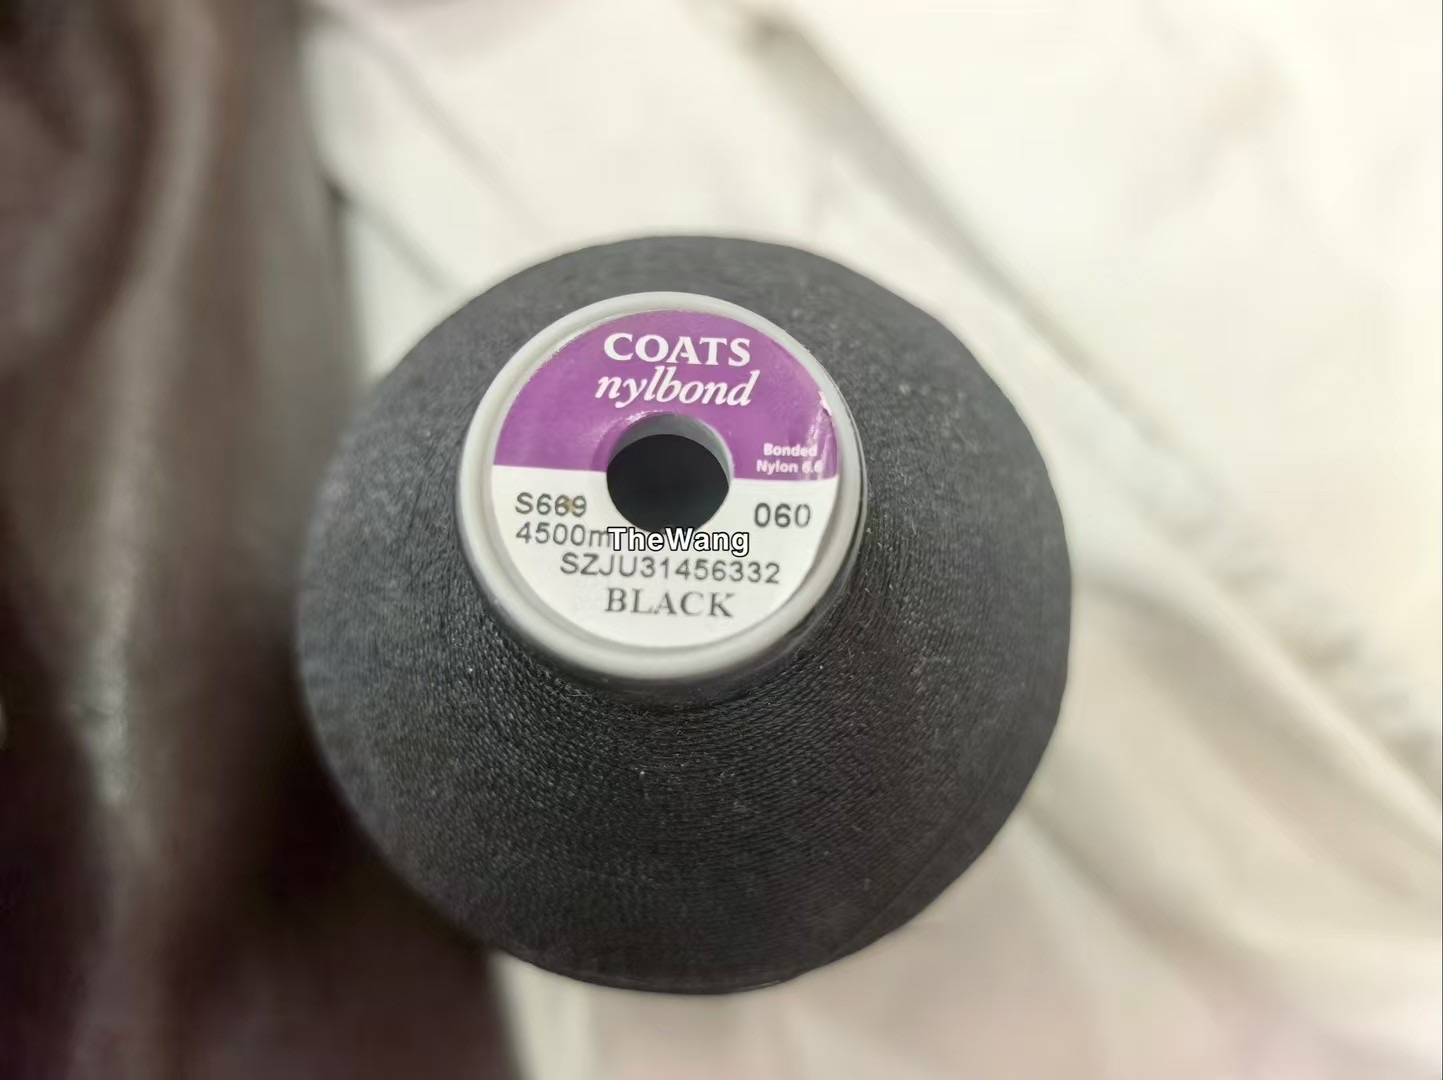 COATS
nylbond
Bonded
Nylon 6.6
S669 060
4500m
TheWang
SZJU31456332
BLACK